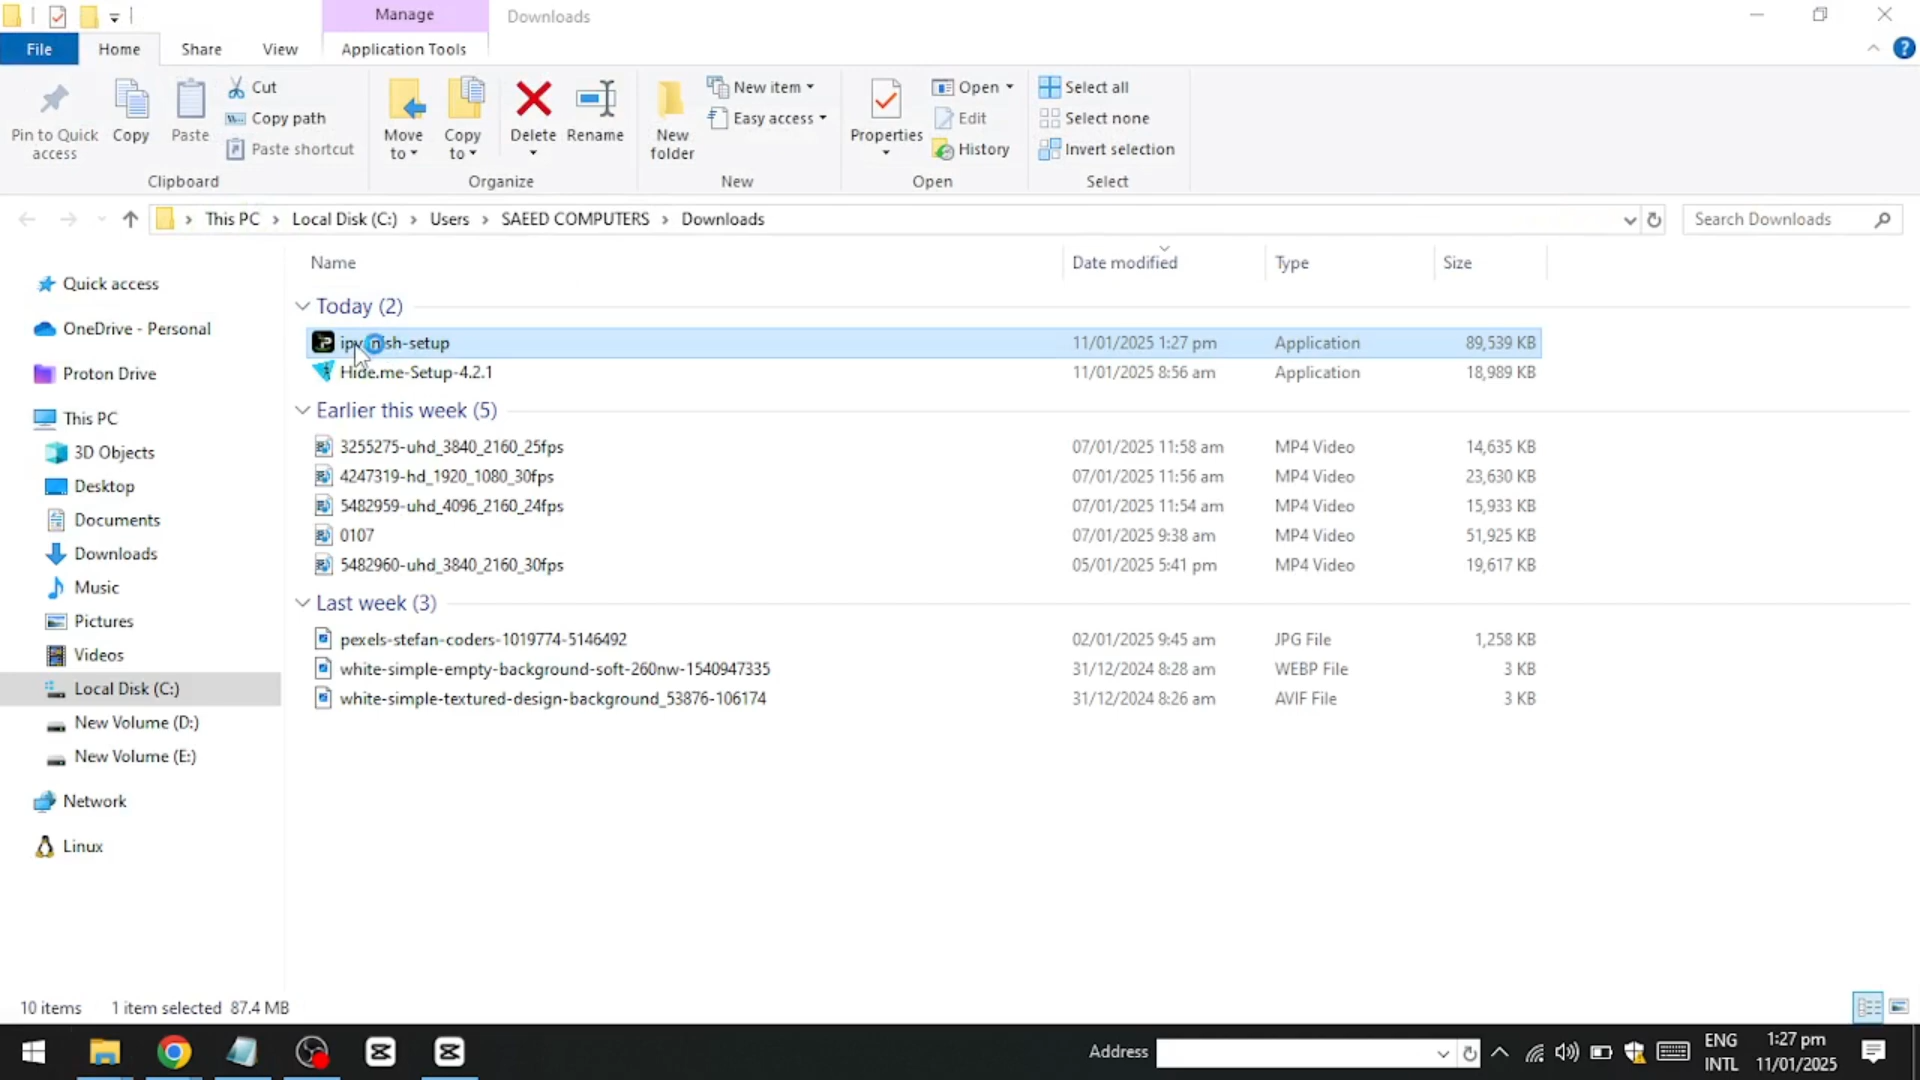 Manage Downloads
File Home Share View Application Tools
Pin to Quick access
Copy
Paste
Cut
Copy path
Paste shortcut
Clipboard
Move to
Copy to
Delete
Rename
Organize
New folder
New item
Easy access
New
Properties
Open
Edit
History
Open
Select all
Select none
Invert selection
Select
This PC Local Disk (C:) Users SAEED COMPUTERS Downloads
Search Downloads
Quick access
OneDrive - Personal
Proton Drive
This PC
3D Objects
Desktop
Documents
Downloads
Music
Pictures
Videos
Local Disk (C:)
New Volume (D:)
New Volume (E:)
Network
Linux
Name Date modified Type Size
Today (2)
11/01/2025 1:27 pm Application 89,539 KB
Hide.me-Setup-4.2.1 11/01/2025 8:56 am Application 18,989 KB
Earlier this week (5)
3255275-uhd_3840_2160_25fps 07/01/2025 11:58 am MP4 Video 14,635 KB
4247319-hd_1920_1080_30fps 07/01/2025 11:56 am MP4 Video 23,630 KB
5482959-uhd_4096_2160_24fps 07/01/2025 11:54 am MP4 Video 15,933 KB
0107 07/01/2025 9:38 am MP4 Video 51,925 KB
5482960-uhd_3840_2160_30fps 05/01/2025 5:41 pm MP4 Video 19,617 KB
Last week (3)
pexels-stefan-coders-1019774-5146492 02/01/2025 9:45 am JPG File 1,258 KB
white-simple-empty-background-soft-260nw-1540947335 31/12/2024 8:28 am WEBP File 3 KB
white-simple-textured-design-background_53876-106174 31/12/2024 8:26 am AVIF File 3 KB
10 items 1 item selected 87.4 MB
Address
ENG
INTL
1:27 pm
11/01/2025